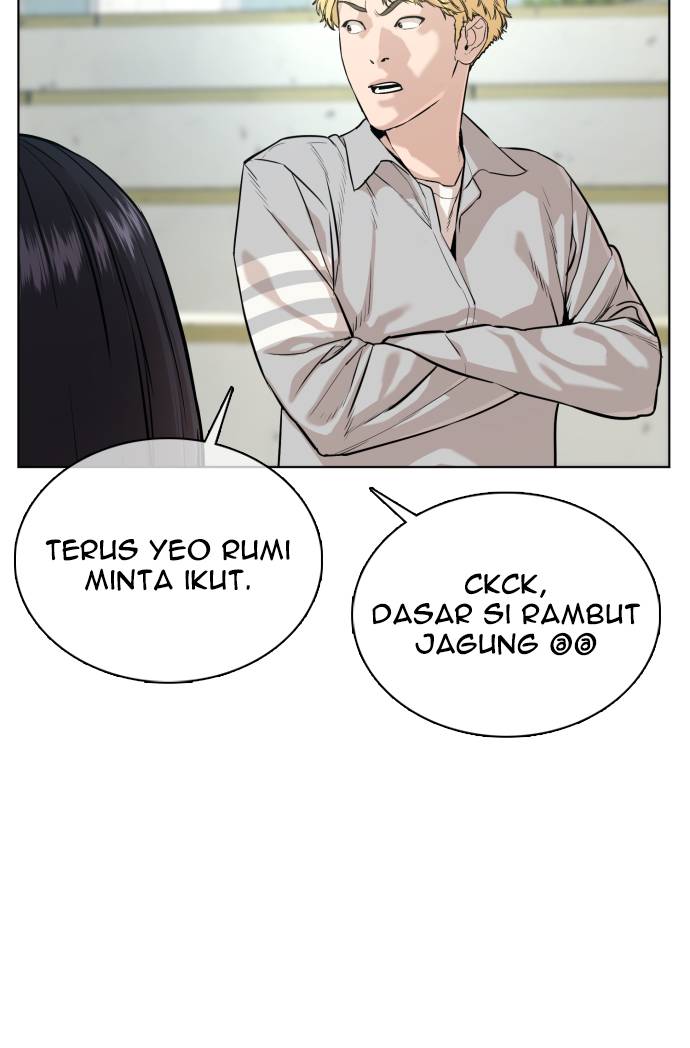 TERUS YEO RUMI
MINTA IKUT.
CKCK,
DASAR SI RAMBUT
JAGUNG @@